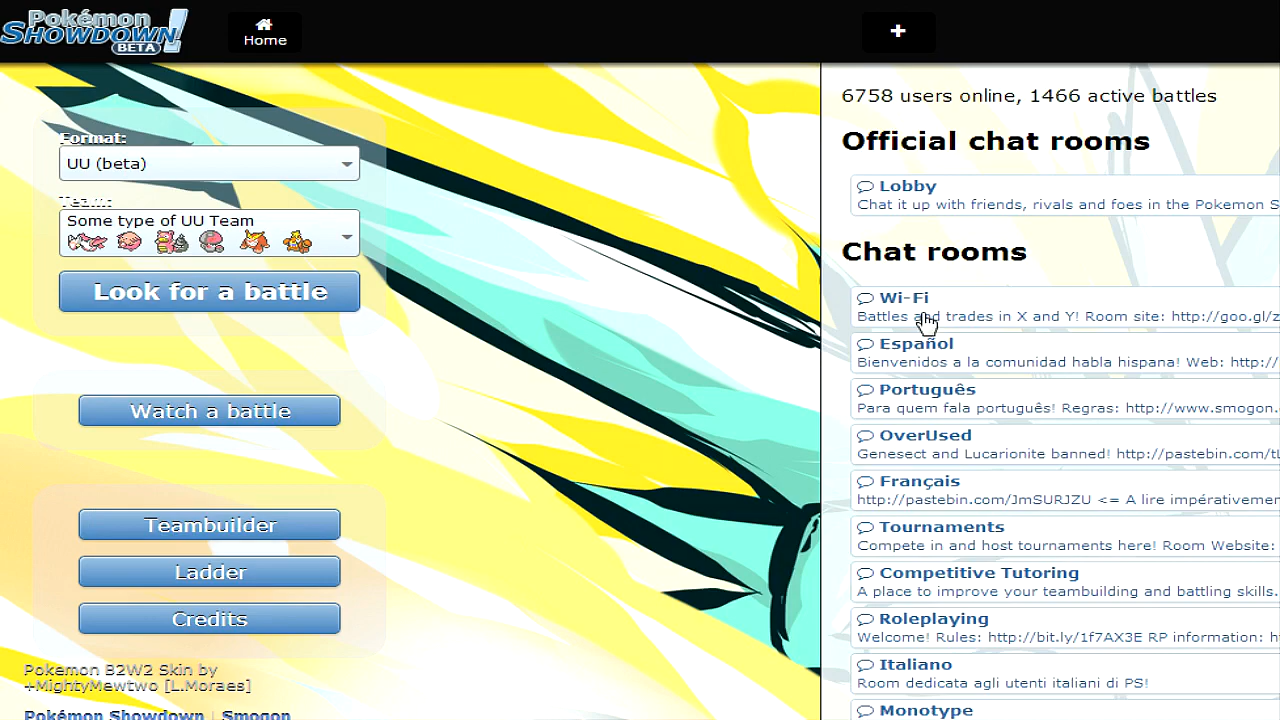 Pokémon
SHOWDOWN!
BETA
Home
Format:
UU (beta)
Team:
Some type of UU Team
Look for a battle
Watch a battle
Teambuilder
Ladder
Credits
Pokemon B2W2 Skin by
+MightyMewtwo [L.Moraes]
Pokémon Showdown | Smogon
6758 users online, 1466 active battles
Official chat rooms
Lobby
Chat it up with friends, rivals and foes in the Pokemon S
Chat rooms
Wi-Fi
Battles and trades in X and Y! Room site: http://goo.gl/z
Español
Bienvenidos a la comunidad habla hispana! Web: http://
Português
Para quem fala português! Regras: http://www.smogon.
OverUsed
Genesect and Lucarionite banned! http://pastebin.com/tL
Français
http://pastebin.com/JmSURJZU <= A lire impérativemen
Tournaments
Compete in and host tournaments here! Room Website:
Competitive Tutoring
A place to improve your teambuilding and battling skills.
Roleplaying
Welcome! Rules: http://bit.ly/1f7AX3E RP information: h
Italiano
Room dedicata agli utenti italiani di PS!
Monotype